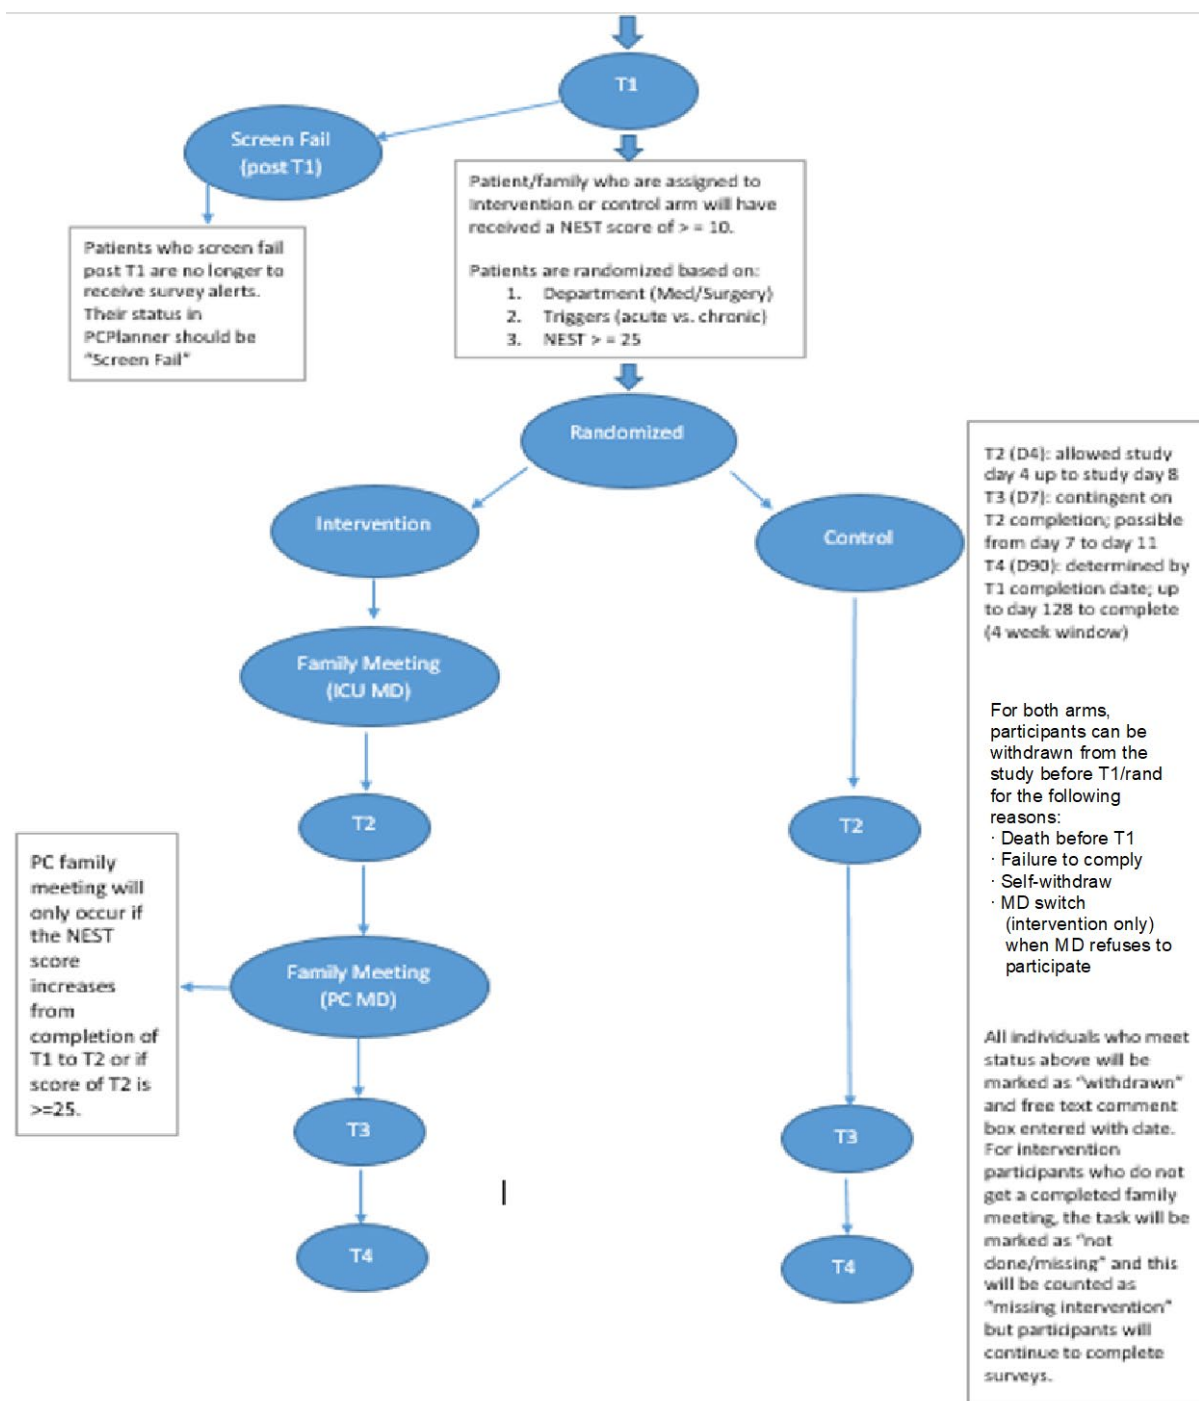 T1
Screen Fail
(post T1)
Patient/family who are assigned to
Intervention or control arm will have
received a NEST score of > = 10.
Patients are randomized based on:
1. Department (Med/Surgery)
2. Triggers (acute vs. chronic)
3. NEST > = 25
Patients who screen fail
post T1 are no longer to
receive survey alerts.
Their status in
PCPlanner should be
"Screen Fail"
Randomized
Intervention
Control
T2 (D4): allowed study
day 4 up to study day 8
T3 (D7): contingent on
T2 completion; possible
from day 7 to day 11
T4 (D90): determined by
T1 completion date; up
to day 128 to complete
(4 week window)
Family Meeting
(ICU MD)
For both arms,
participants can be
withdrawn from the
study before T1/rand
for the following
reasons:
· Death before T1
· Failure to comply
· Self-withdraw
· MD switch
(intervention only)
when MD refuses to
participate
T2
T2
PC family
meeting will
only occur if
the NEST
score
increases
from
completion of
T1 to T2 or if
score of T2 is
>=25.
Family Meeting
(PC MD)
All individuals who meet
status above will be
marked as "withdrawn"
and free text comment
box entered with date.
For intervention
participants who do not
get a completed family
meeting, the task will be
marked as "not
done/missing" and this
will be counted as
"missing intervention"
but participants will
continue to complete
surveys.
T3
T3
T4
T4